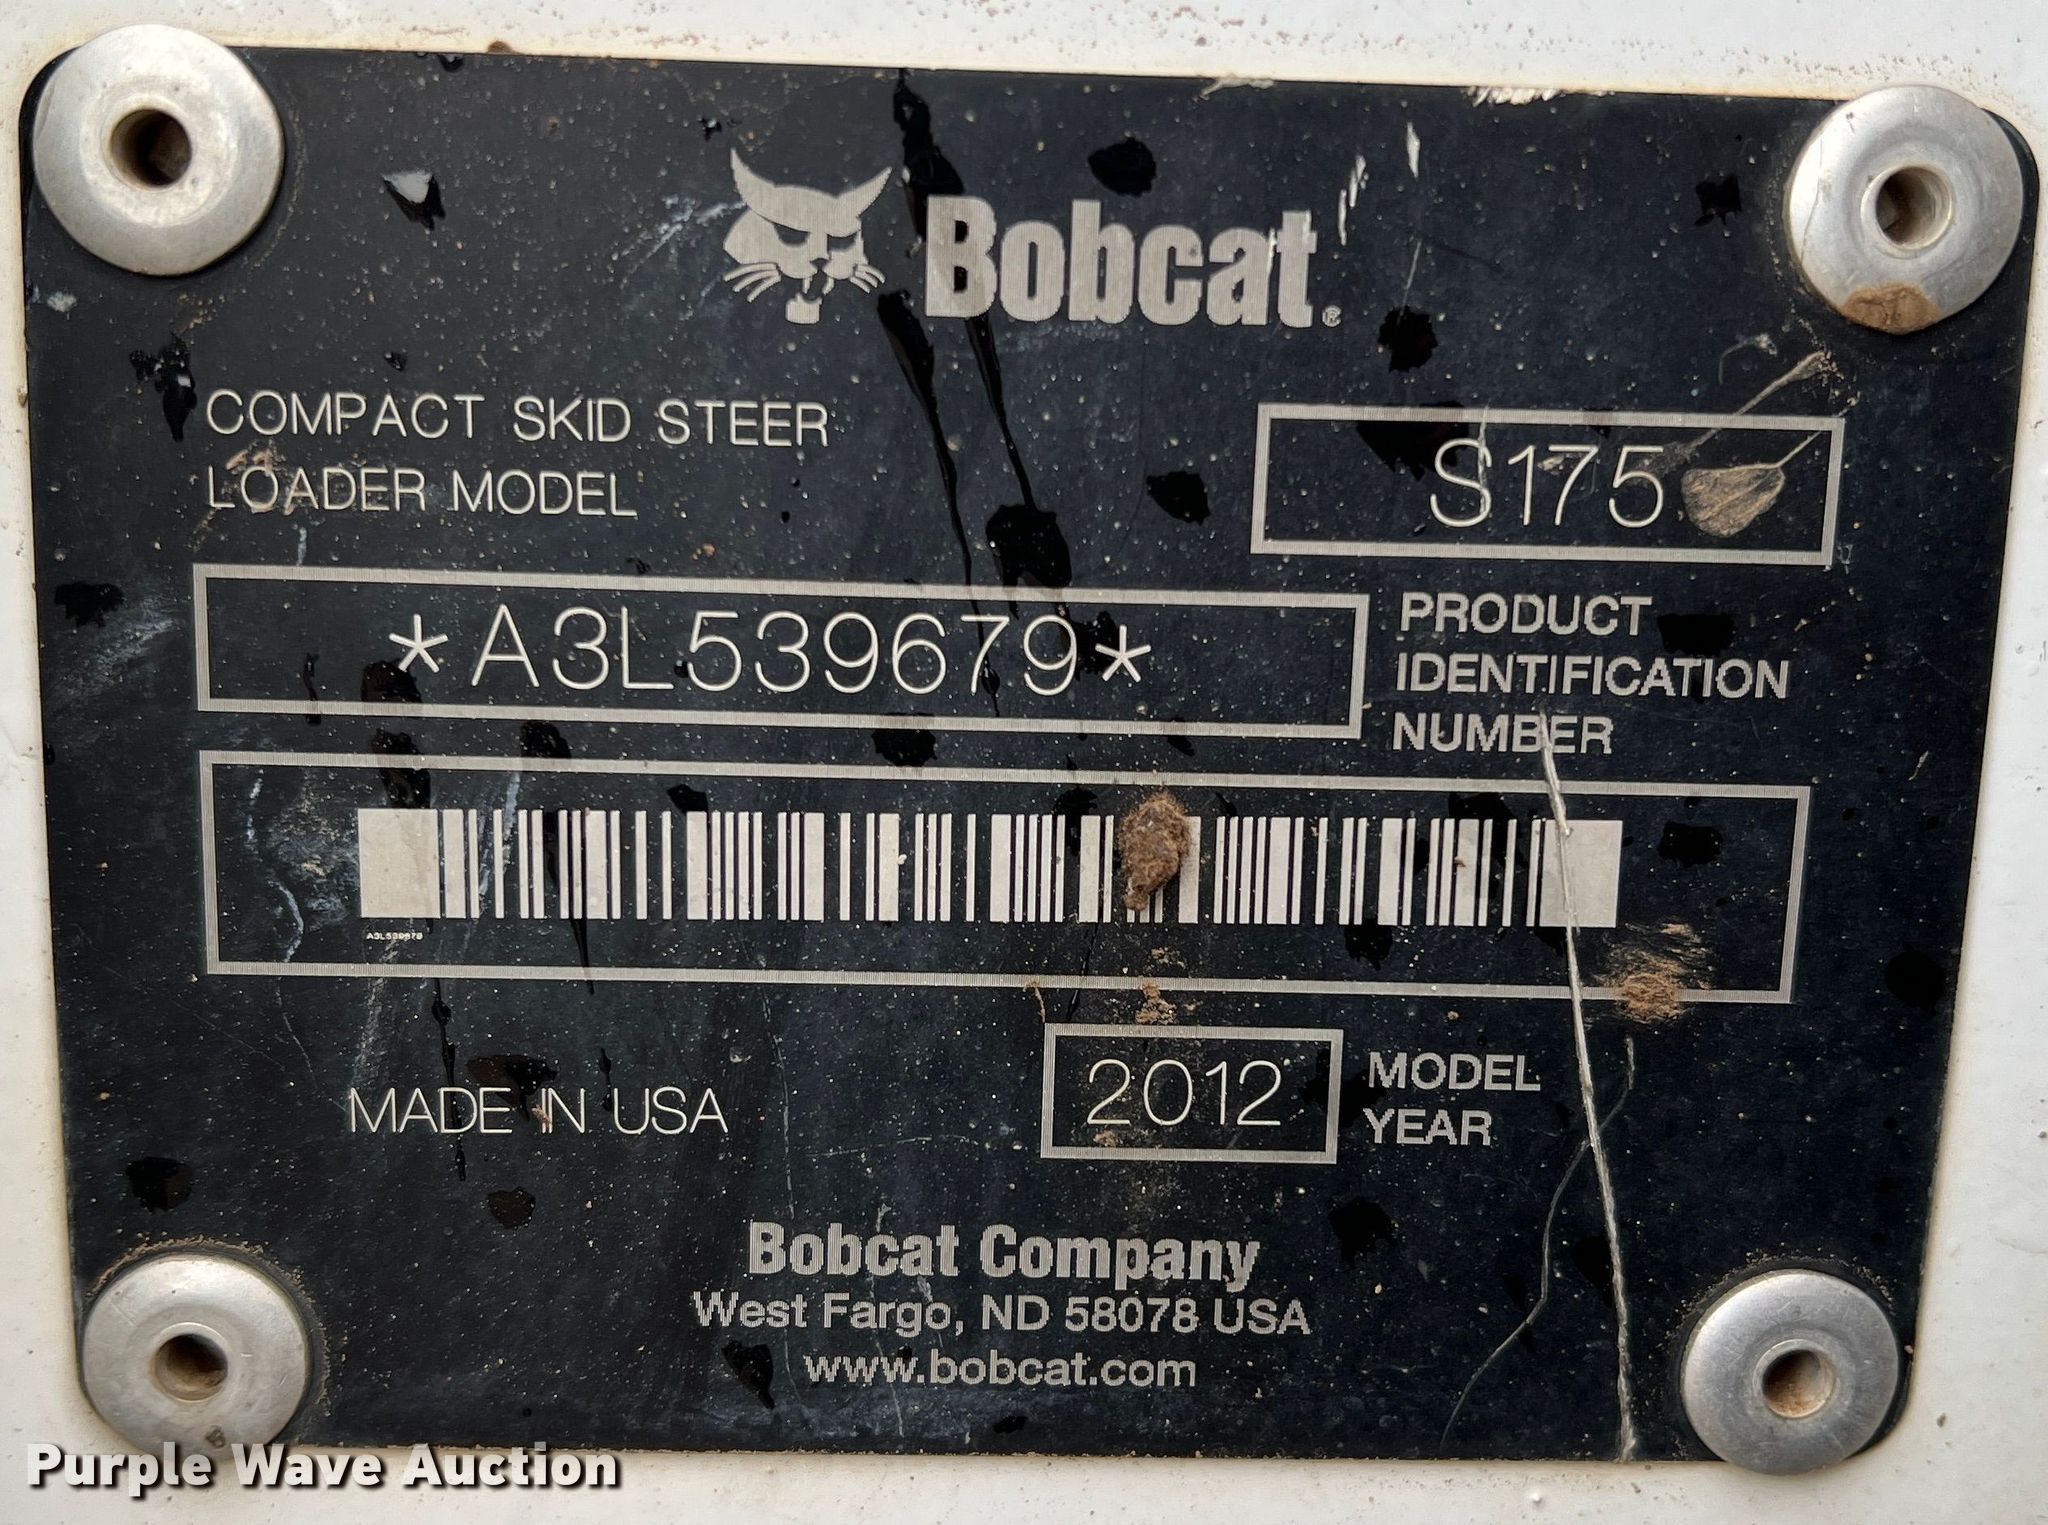 Bobcat®
COMPACT SKID STEER
LOADER MODEL
S175
*A3L539679*
PRODUCT
IDENTIFICATION
NUMBER
A3L539679
MADE IN USA
2012
MODEL
YEAR
Bobcat Company
West Fargo, ND 58078 USA
www.bobcat.com
Purple Wave Auction